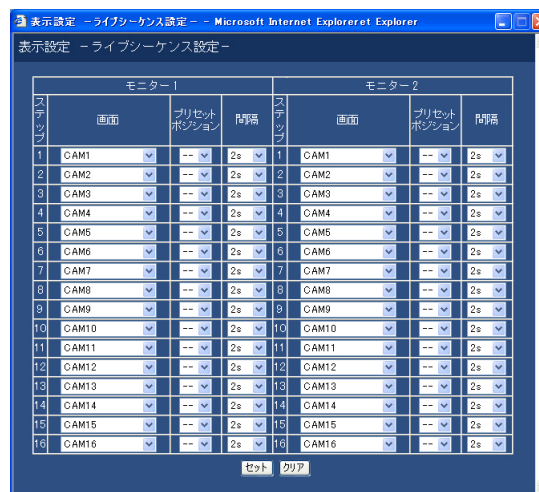 表示設定 －ライブシーケンス設定－ - Microsoft Internet Exploreret Explorer
表示設定 －ライブシーケンス設定－
モニター1 モニター2
ステップ 画面 プリセットポジション 間隔 ステップ 画面 プリセットポジション 間隔
1 CAM1 -- 2s 1 CAM1 -- 2s
2 CAM2 -- 2s 2 CAM2 -- 2s
3 CAM3 -- 2s 3 CAM3 -- 2s
4 CAM4 -- 2s 4 CAM4 -- 2s
5 CAM5 -- 2s 5 CAM5 -- 2s
6 CAM6 -- 2s 6 CAM6 -- 2s
7 CAM7 -- 2s 7 CAM7 -- 2s
8 CAM8 -- 2s 8 CAM8 -- 2s
9 CAM9 -- 2s 9 CAM9 -- 2s
10 CAM10 -- 2s 10 CAM10 -- 2s
11 CAM11 -- 2s 11 CAM11 -- 2s
12 CAM12 -- 2s 12 CAM12 -- 2s
13 CAM13 -- 2s 13 CAM13 -- 2s
14 CAM14 -- 2s 14 CAM14 -- 2s
15 CAM15 -- 2s 15 CAM15 -- 2s
16 CAM16 -- 2s 16 CAM16 -- 2s
セット クリア